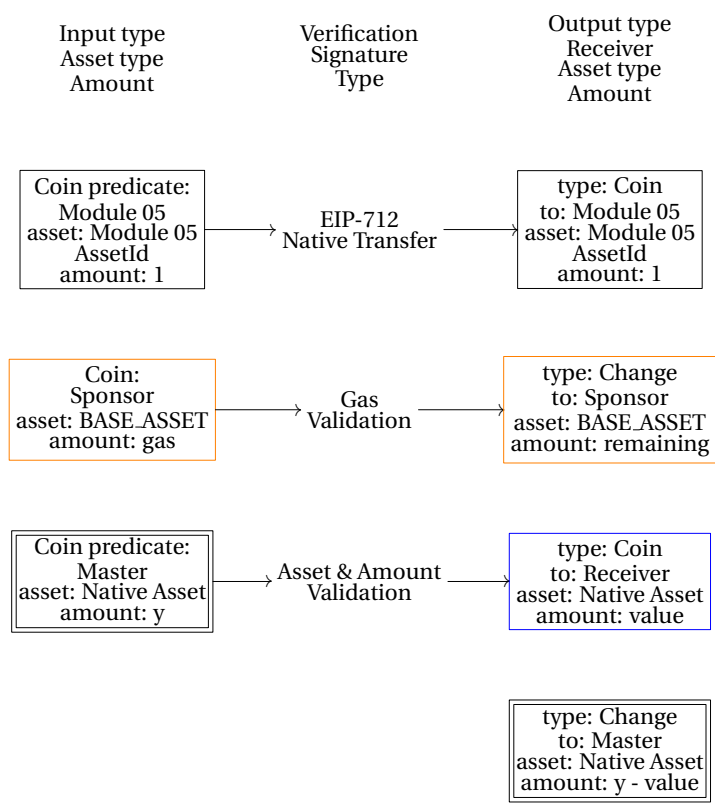 Input type
Asset type
Amount
Verification
Signature
Type
Output type
Receiver
Asset type
Amount
Coin predicate:
Module 05
asset: Module 05
AssetId
amount: 1
EIP-712
Native Transfer
type: Coin
to: Module 05
asset: Module 05
AssetId
amount: 1
Coin:
Sponsor
asset: BASE_ASSET
amount: gas
Gas
Validation
type: Change
to: Sponsor
asset: BASE_ASSET
amount: remaining
Coin predicate:
Master
asset: Native Asset
amount: y
Asset & Amount
Validation
type: Coin
to: Receiver
asset: Native Asset
amount: value
type: Change
to: Master
asset: Native Asset
amount: y - value